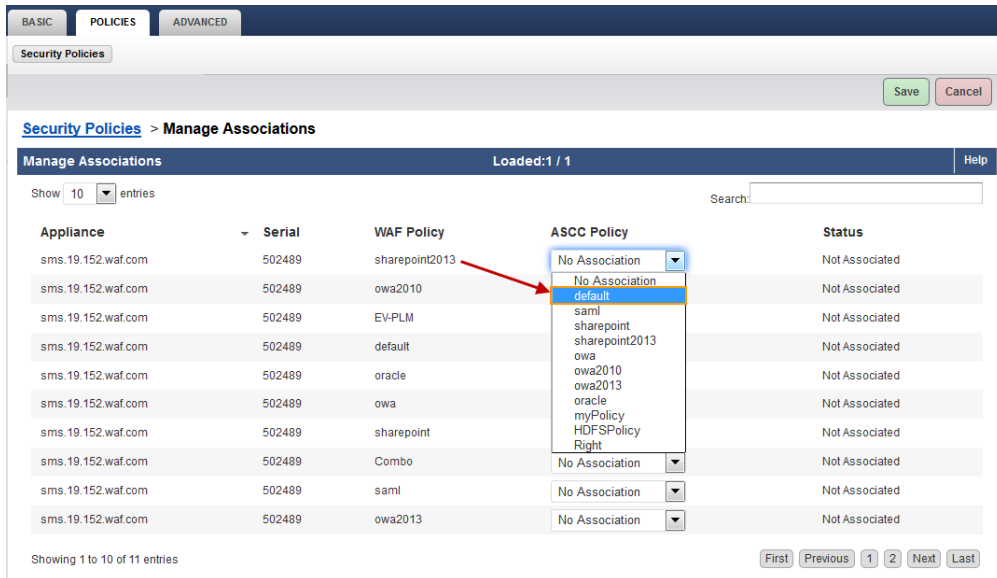 BASIC POLICIES ADVANCED
Security Policies
Save Cancel
Security Policies > Manage Associations
Manage Associations Loaded:1 / 1 Help
Show 10 entries Search:
Appliance Serial WAF Policy ASCC Policy Status
sms.19.152.waf.com 502489 sharepoint2013 No Association Not Associated
No Association
sms.19.152.waf.com 502489 owa2010 default Not Associated
saml
sms.19.152.waf.com 502489 EV-PLM sharepoint Not Associated
sharepoint2013
sms.19.152.waf.com 502489 default owa Not Associated
owa2010
sms.19.152.waf.com 502489 oracle owa2013 Not Associated
oracle
sms.19.152.waf.com 502489 owa myPolicy Not Associated
HDFSPolicy
sms.19.152.waf.com 502489 sharepoint Right Not Associated
sms.19.152.waf.com 502489 Combo No Association Not Associated
sms.19.152.waf.com 502489 saml No Association Not Associated
sms.19.152.waf.com 502489 owa2013 No Association Not Associated
Showing 1 to 10 of 11 entries First Previous 1 2 Next Last